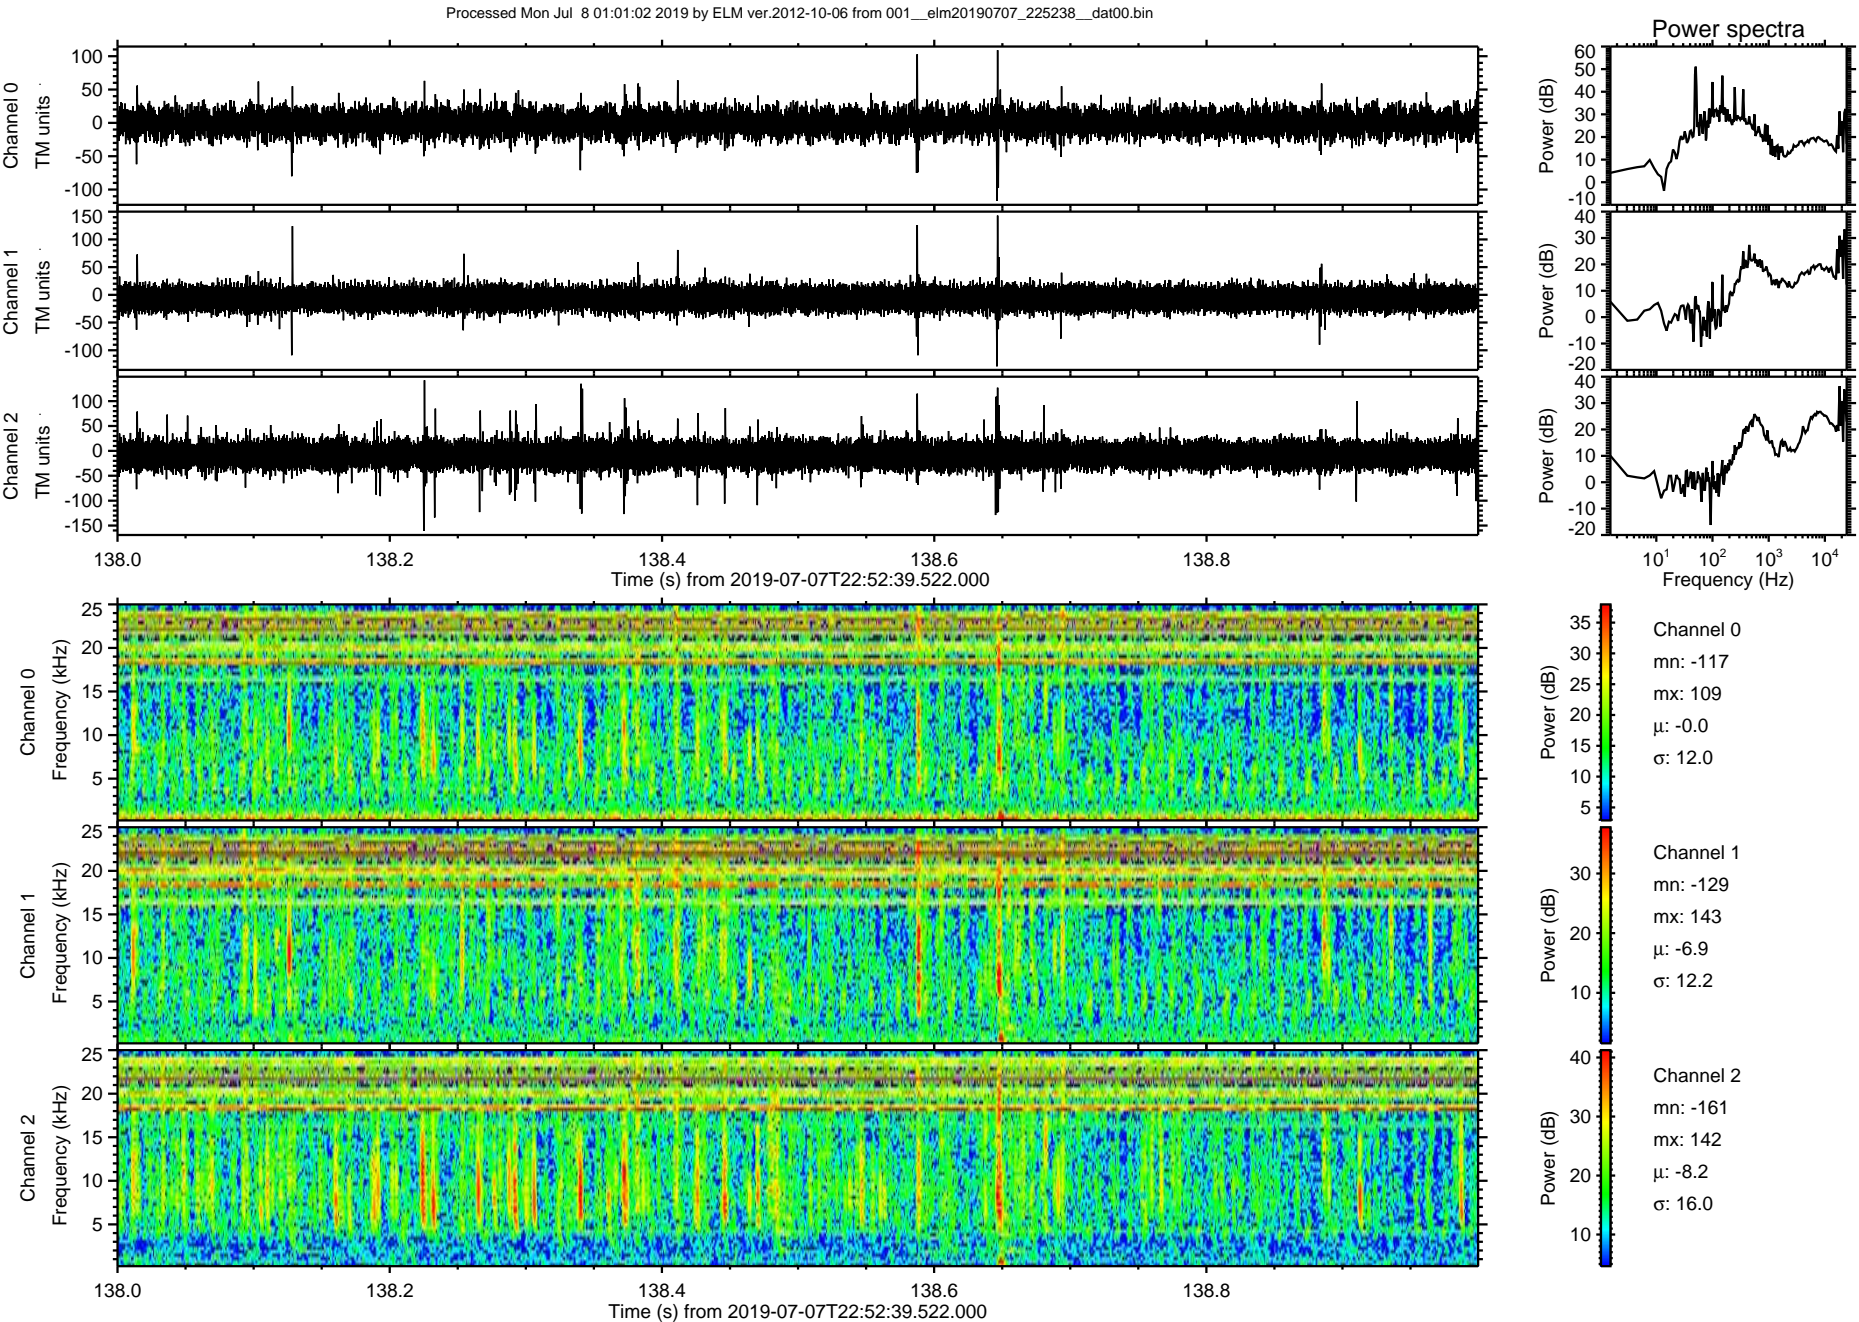 Processed Mon Jul  8 01:01:02 2019 by ELM ver.2012-10-06 from 001__elm20190707_225238__dat00.bin
Power spectra
Channel 0
TM units
100
50
0
-50
-100
Power (dB)
60
50
40
30
20
10
0
-10
Channel 1
TM units
150
100
50
0
-50
-100
Power (dB)
40
30
20
10
0
-10
-20
Channel 2
TM units
100
50
0
-50
-100
-150
Power (dB)
40
30
20
10
0
-10
-20
138.0 138.2 138.4 138.6 138.8
Time (s) from 2019-07-07T22:52:39.522.000
10¹ 10² 10³ 10⁴
Frequency (Hz)
Channel 0
Frequency (kHz)
25
20
15
10
5
Power (dB)
35
30
25
20
15
10
5
Channel 0
mn: -117
mx: 109
μ: -0.0
σ: 12.0
Channel 1
Frequency (kHz)
25
20
15
10
5
Power (dB)
30
20
10
Channel 1
mn: -129
mx: 143
μ: -6.9
σ: 12.2
Channel 2
Frequency (kHz)
25
20
15
10
5
Power (dB)
40
30
20
10
Channel 2
mn: -161
mx: 142
μ: -8.2
σ: 16.0
138.0 138.2 138.4 138.6 138.8
Time (s) from 2019-07-07T22:52:39.522.000